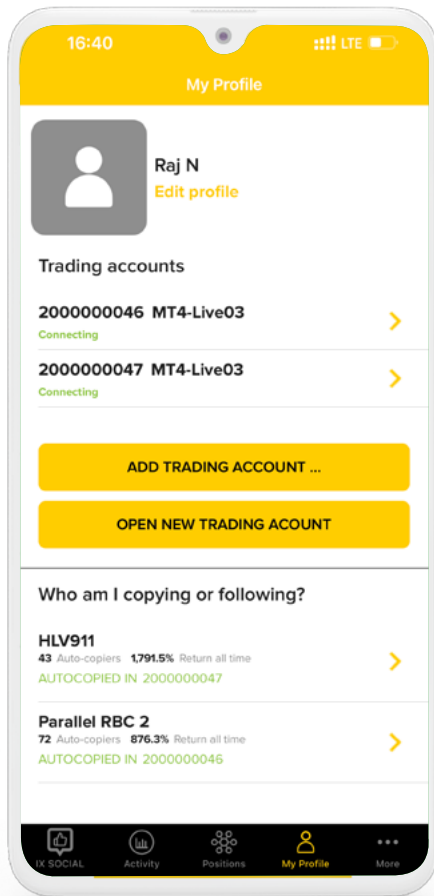 16:40
LTE
My Profile
Raj N
Edit profile
Trading accounts
2000000046 MT4-Live03
Connecting
2000000047 MT4-Live03
Connecting
ADD TRADING ACCOUNT ...
OPEN NEW TRADING ACOUNT
Who am I copying or following?
HLV911
43 Auto-copiers 1,791.5% Return all time
AUTOCOPIED IN 2000000047
Parallel RBC 2
72 Auto-copiers 876.3% Return all time
AUTOCOPIED IN 2000000046
IX SOCIAL Activity Positions My Profile More